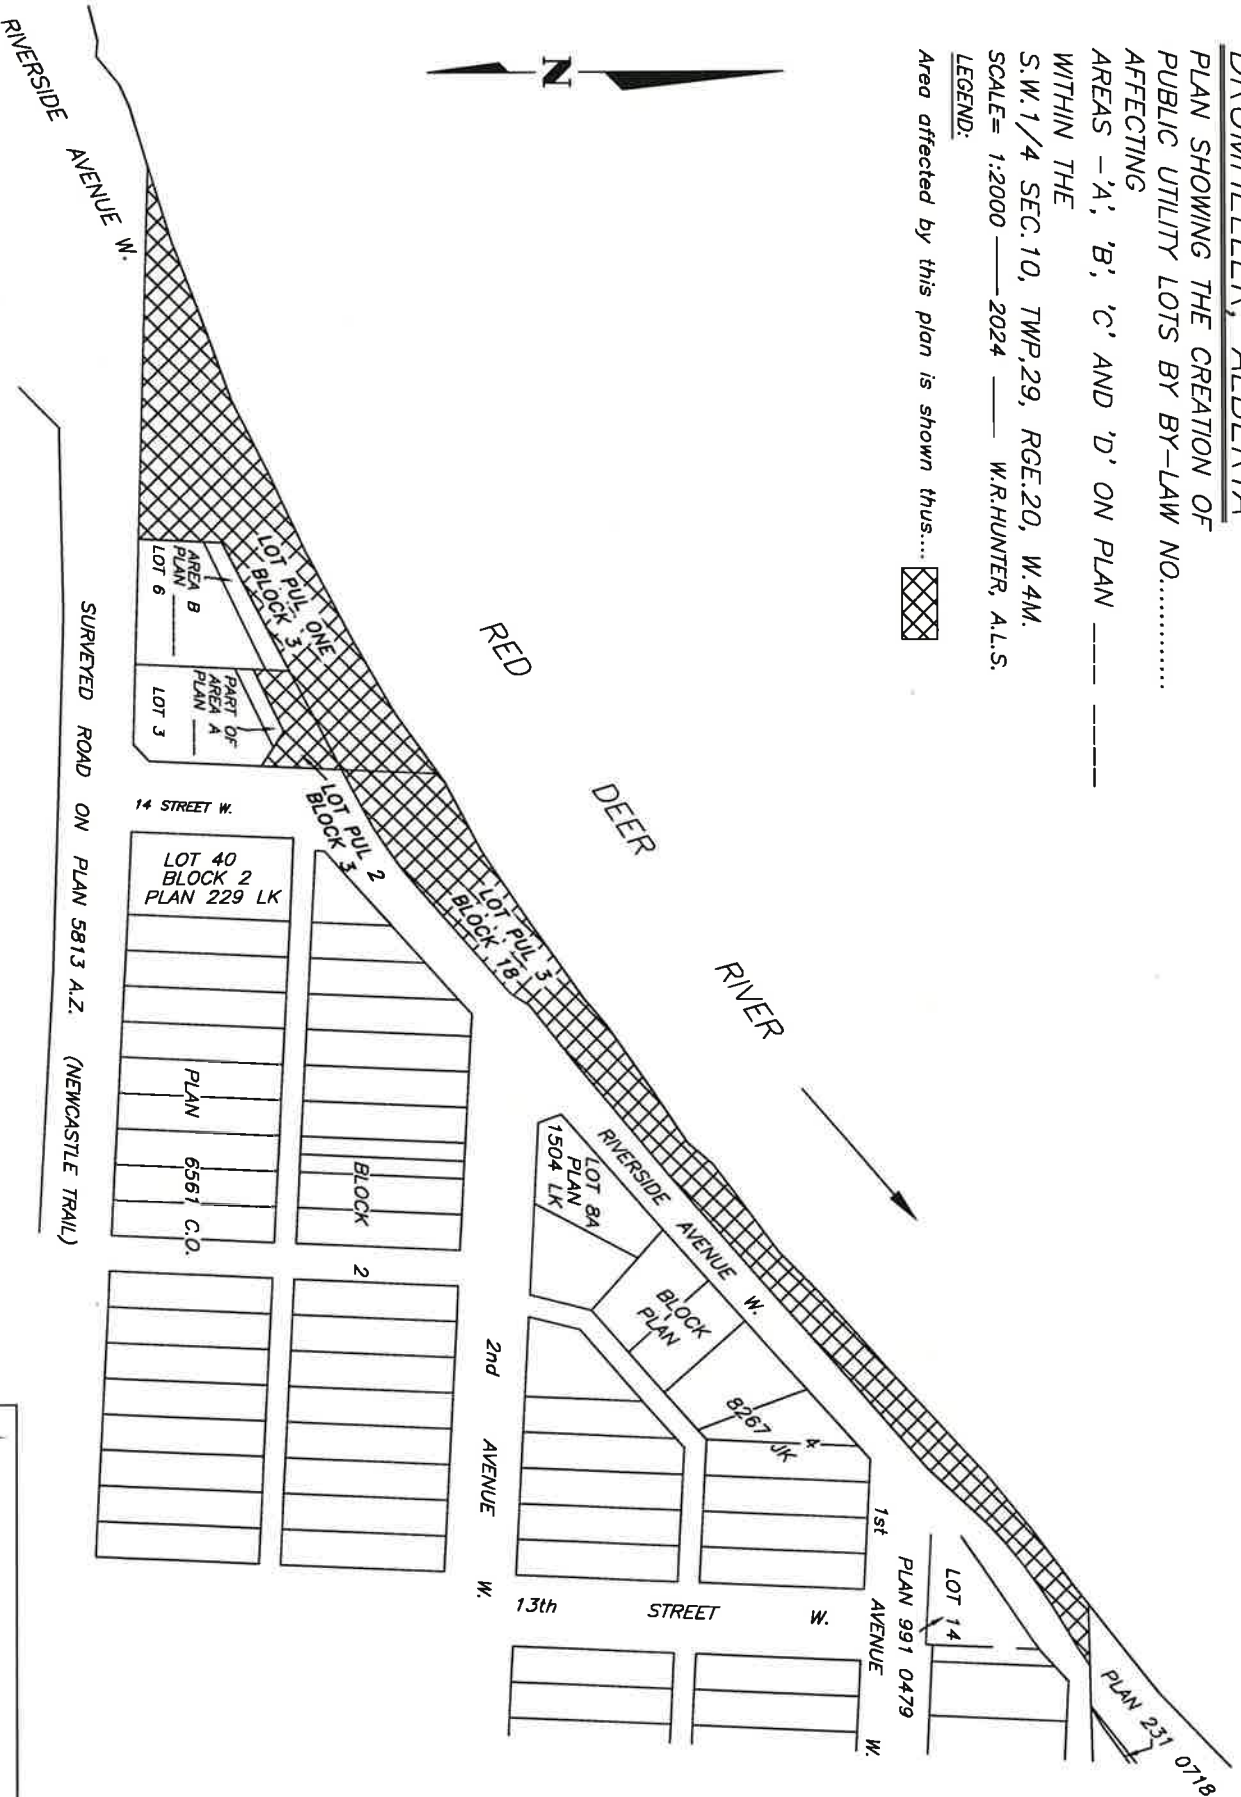 DRUMHELLER, ALBERTA
PLAN SHOWING THE CREATION OF
PUBLIC UTILITY LOTS BY BY-LAW NO............
AFFECTING
AREAS -'A', 'B', 'C' AND 'D' ON PLAN ____ ____
WITHIN THE
S.W.1/4 SEC.10, TWP,29, RGE.20, W.4M.
SCALE= 1:2000 —— 2024 —— W.R.HUNTER, A.L.S.
LEGEND:
Area affected by this plan is shown thus....
N
RED
DEER
RIVER
RIVERSIDE AVENUE W.
LOT PUL ONE
BLOCK 3
AREA B
PLAN ____
LOT 6
PART OF
AREA A
PLAN ____
LOT 3
LOT PUL 2
BLOCK 3
LOT PUL 3
BLOCK 18
14 STREET W.
LOT 40
BLOCK 2
PLAN 229 LK
BLOCK 2
PLAN 6561 C.O.
SURVEYED ROAD ON PLAN 5813 A.Z. (NEWCASTLE TRAIL)
RIVERSIDE AVENUE W.
LOT 8A
PLAN
1504 LK
BLOCK 4
PLAN 8267 JK
2nd AVENUE W.
1st AVENUE W.
13th STREET W.
LOT 14
PLAN 991 0479
PLAN 231 0718